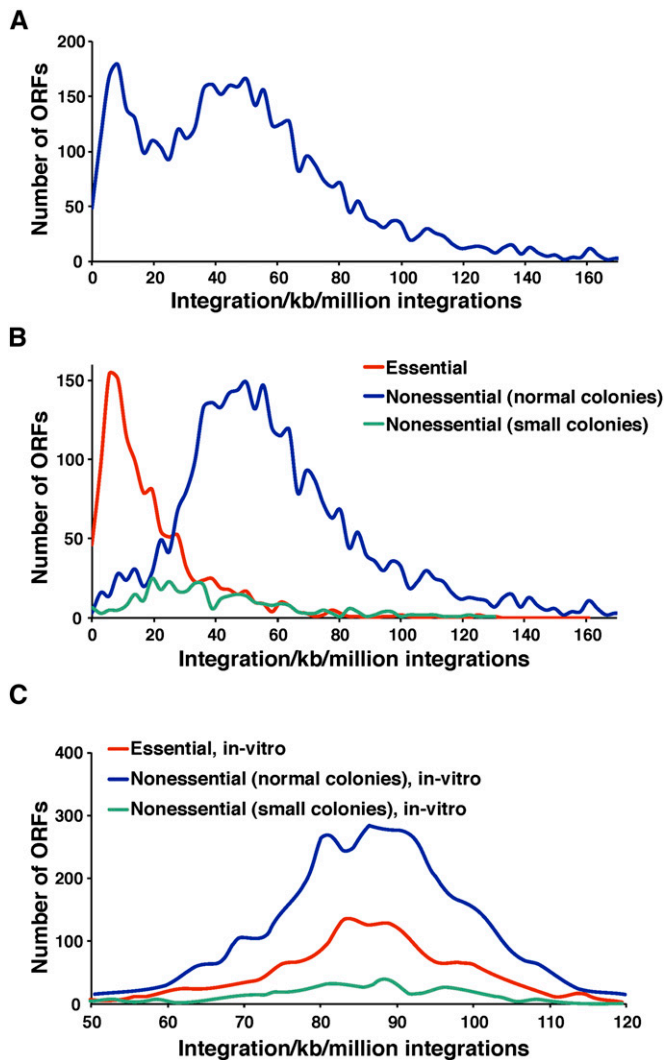 A
200
150
100
50
0
Number of ORFs
0 20 40 60 80 100 120 140 160
Integration/kb/million integrations
B
150
100
50
0
Number of ORFs
Essential
Nonessential (normal colonies)
Nonessential (small colonies)
0 20 40 60 80 100 120 140 160
Integration/kb/million integrations
C
400
300
200
100
0
Number of ORFs
Essential, in-vitro
Nonessential (normal colonies), in-vitro
Nonessential (small colonies), in-vitro
50 60 70 80 90 100 110 120
Integration/kb/million integrations